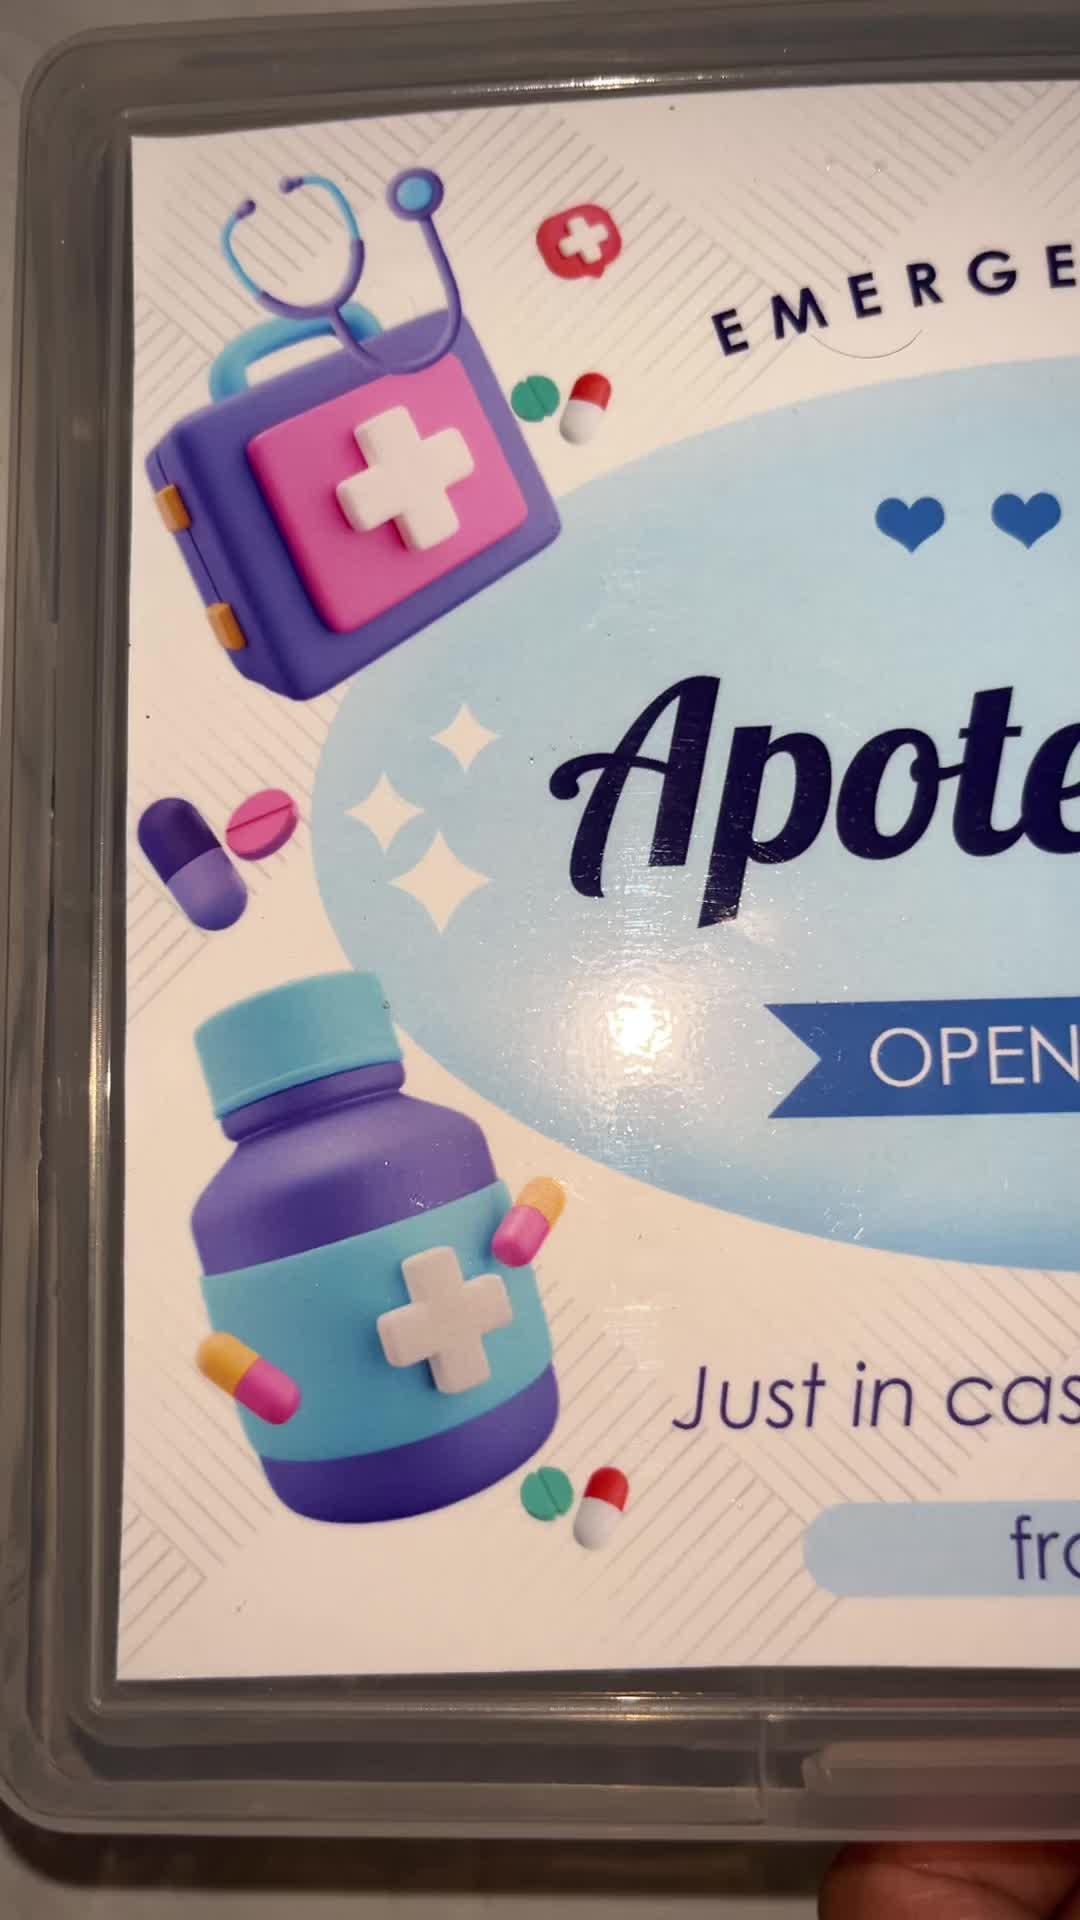 EMERGE
Apote
OPEN
Just in cas
fro